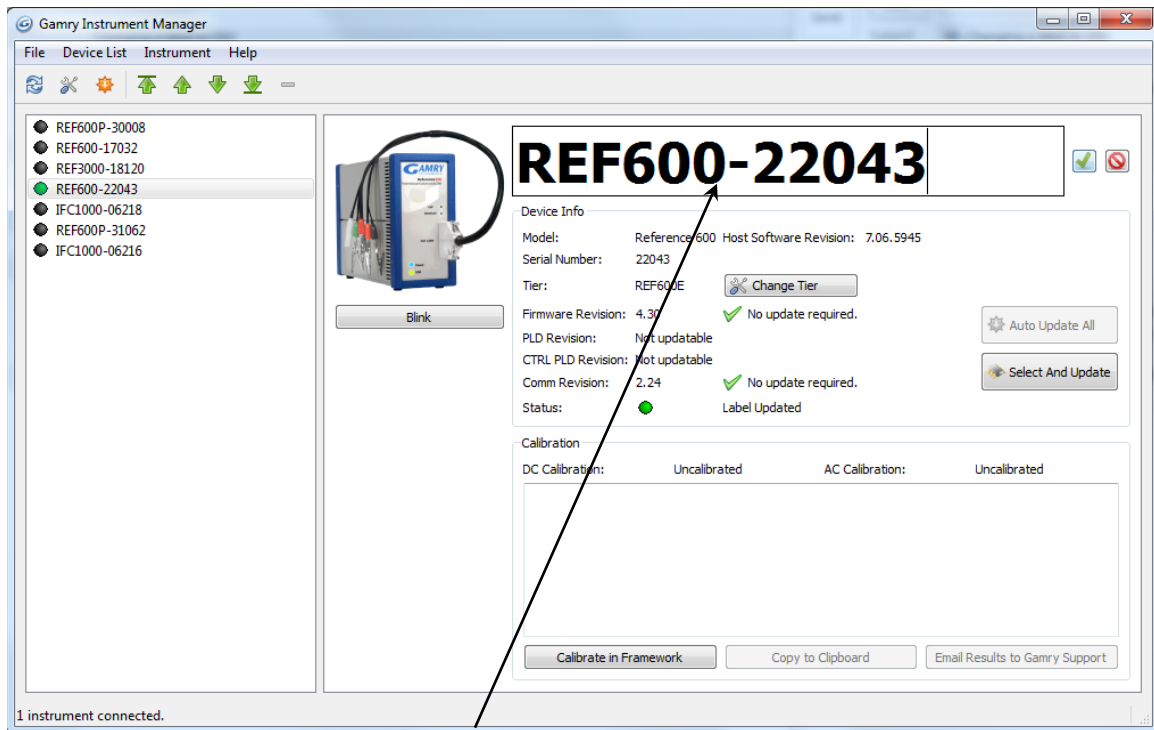 Gamry Instrument Manager
File Device List Instrument Help
REF600P-30008
REF600-17032
REF3000-18120
REF600-22043
IFC1000-06218
REF600P-31062
IFC1000-06216
GAMRY
Blink
REF600-22043
Device Info
Model: Reference 600 Host Software Revision: 7.06.5945
Serial Number: 22043
Tier: REF600E Change Tier
Firmware Revision: 4.30 No update required.
PLD Revision: Not updatable
CTRL PLD Revision: Not updatable
Comm Revision: 2.24 No update required.
Status: Label Updated
Auto Update All
Select And Update
Calibration
DC Calibration: Uncalibrated AC Calibration: Uncalibrated
Calibrate in Framework Copy to Clipboard Email Results to Gamry Support
1 instrument connected.